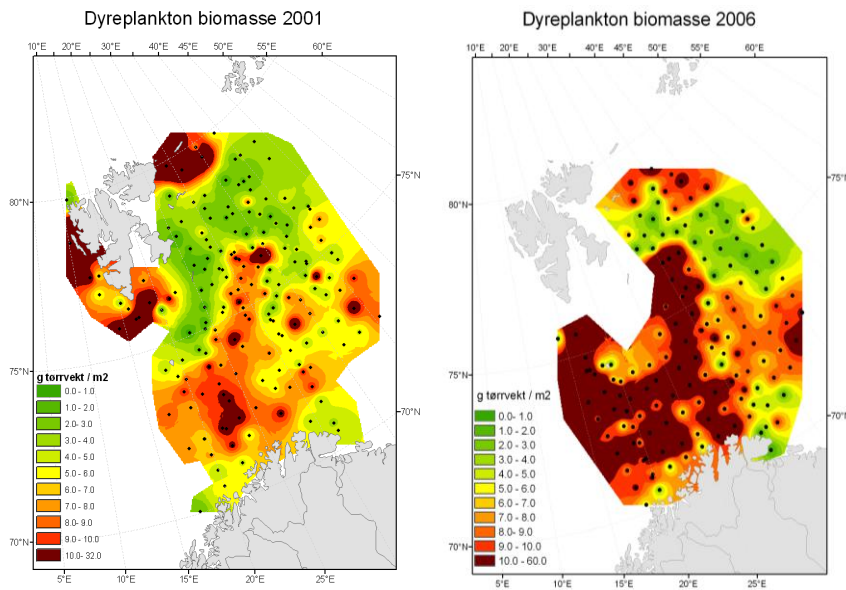 Dyreplankton biomasse 2001
10°E 20°E 30°E 40°E 45°E 50°E 55°E 60°E
75°N
80°N
75°N
g tørrvekt / m2
0.0 - 1.0
1.0 - 2.0
2.0 - 3.0
3.0 - 4.0
4.0 - 5.0
5.0 - 6.0
6.0 - 7.0
7.0 - 8.0
8.0 - 9.0
9.0 - 10.0
10.0 - 32.0
70°N
70°N
5°E 10°E 15°E 20°E 25°E
Dyreplankton biomasse 2006
10°E 20°E 30°E 40°E 45°E 50°E 55°E 60°E
75°N
80°N
75°N
g tørrvekt / m2
0.0 - 1.0
1.0 - 2.0
2.0 - 3.0
3.0 - 4.0
4.0 - 5.0
5.0 - 6.0
6.0 - 7.0
7.0 - 8.0
8.0 - 9.0
9.0 - 10.0
10.0 - 60.0
70°N
70°N
5°E 10°E 15°E 20°E 25°E